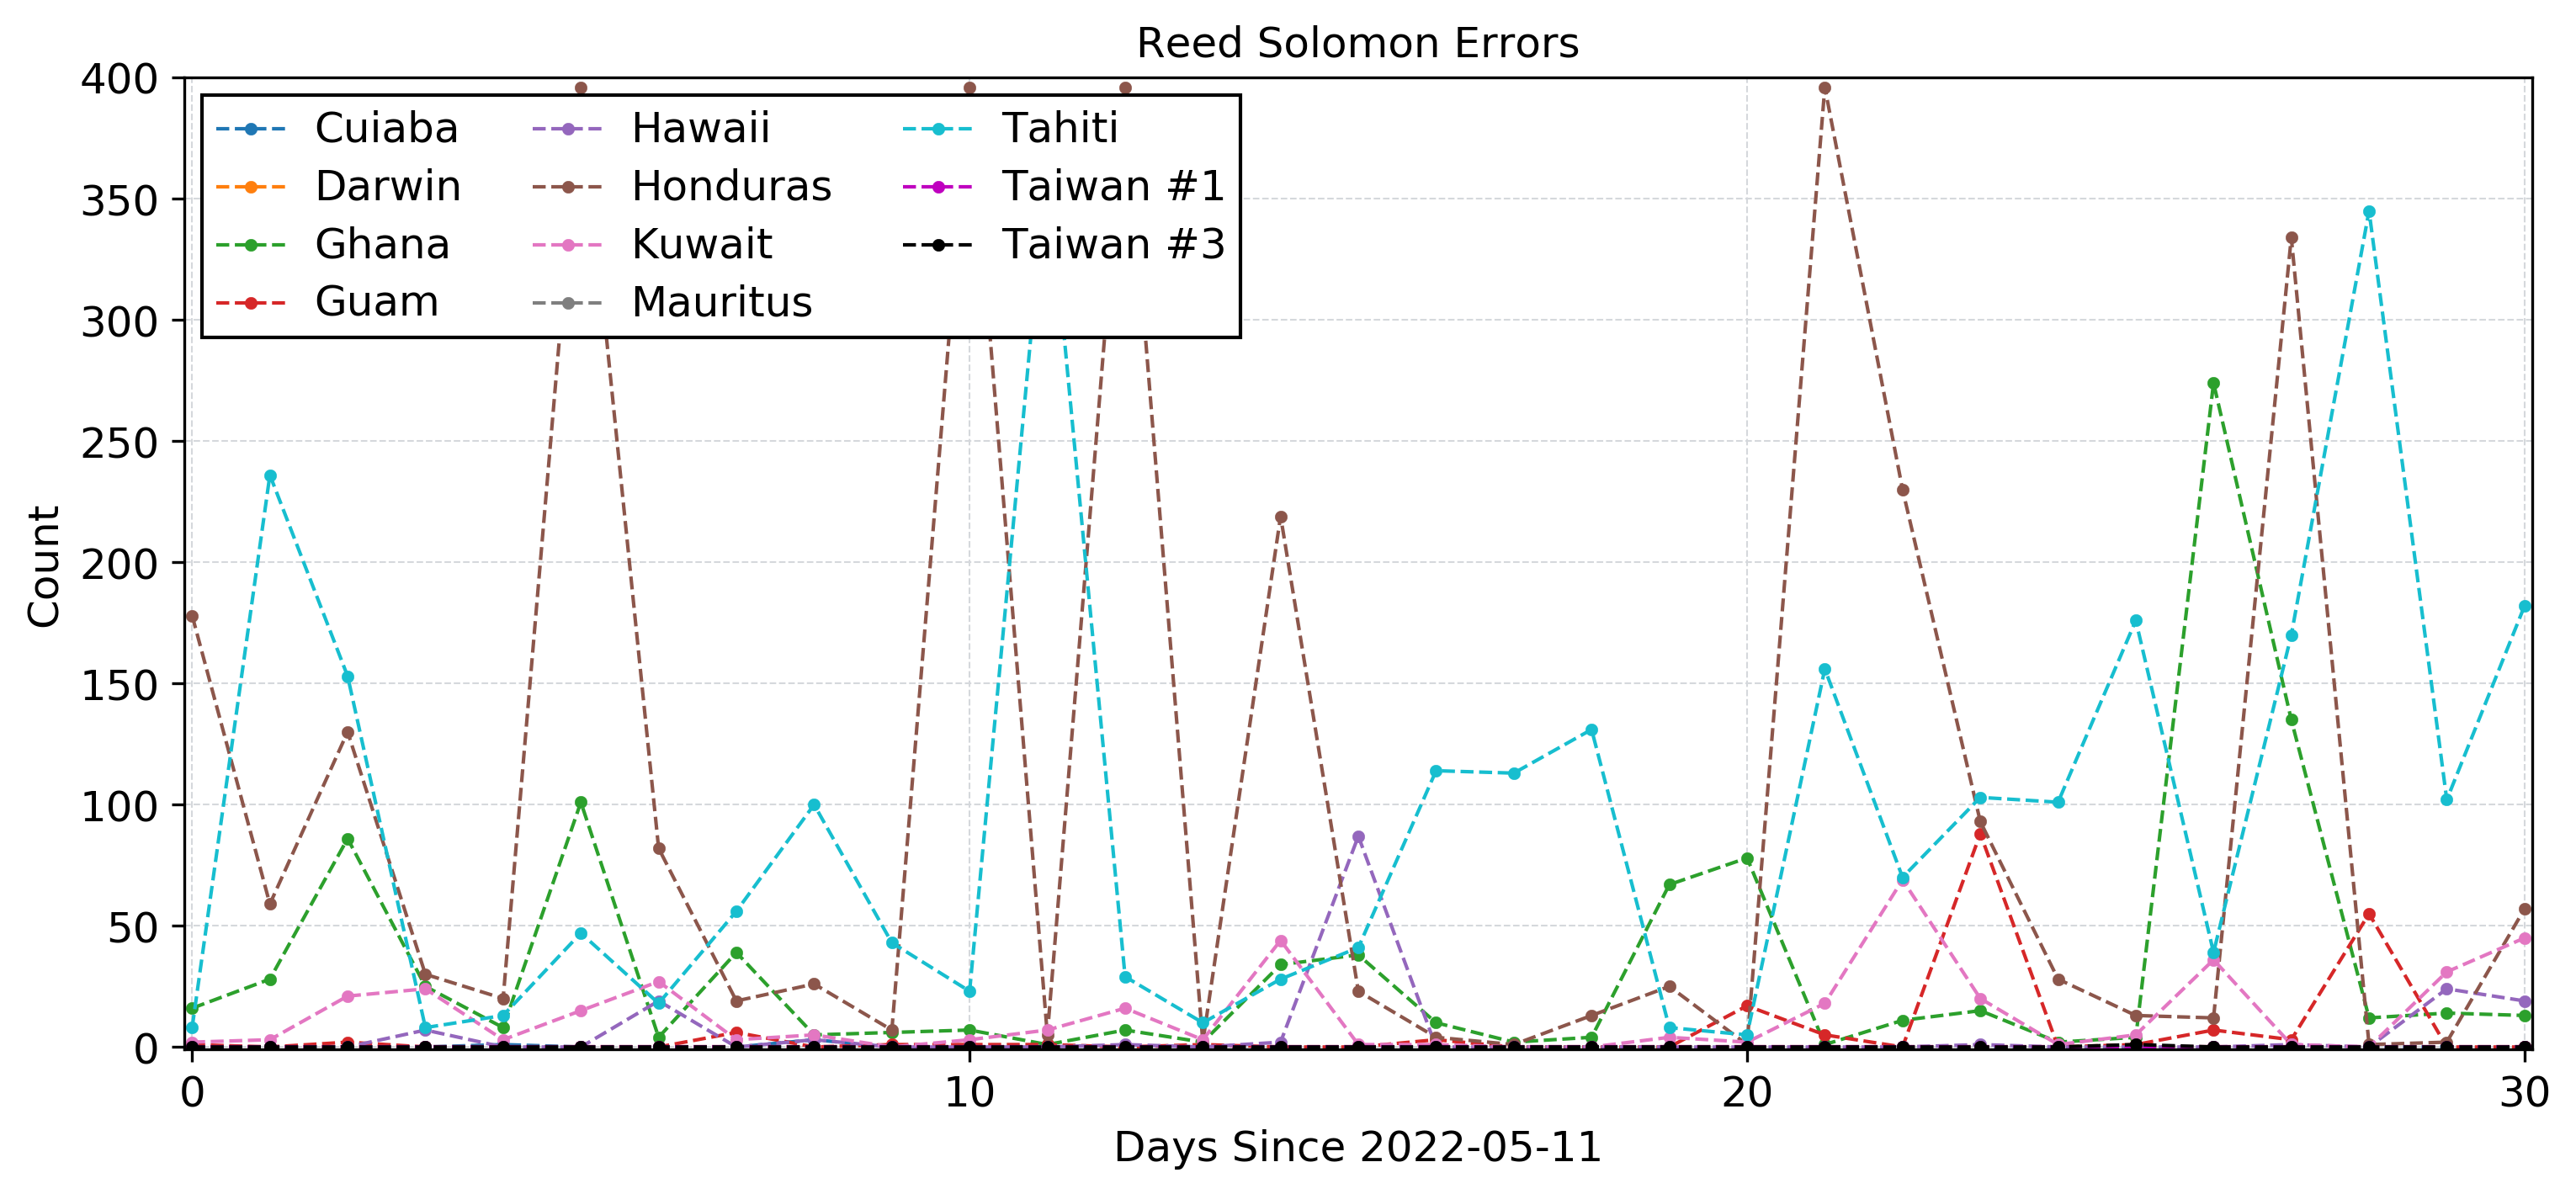 Reed Solomon Errors
400
350
300
250
200
150
100
50
0
Count
Cuiaba
Darwin
Ghana
Guam
Hawaii
Honduras
Kuwait
Mauritus
Tahiti
Taiwan #1
Taiwan #3
0 10 20 30
Days Since 2022-05-11